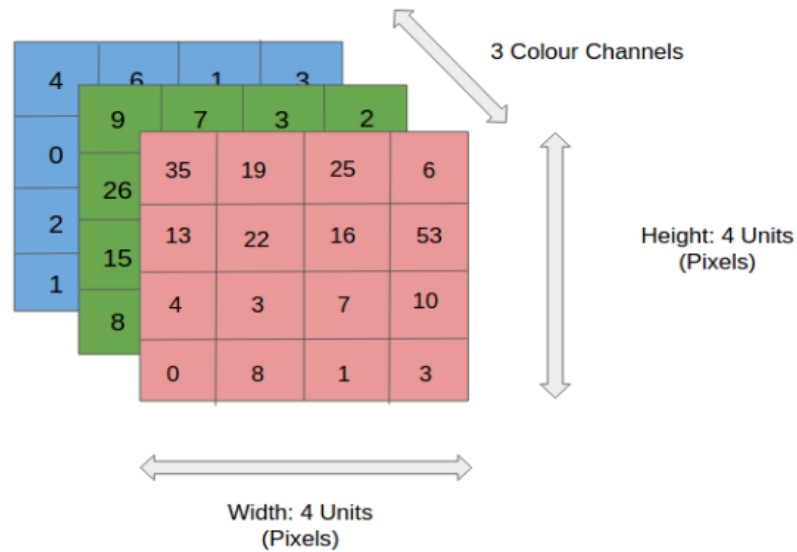 3 Colour Channels
4 6 1 3
0
2
1
9 7 3 2
26
15
8
35 19 25 6
13 22 16 53
4 3 7 10
0 8 1 3
Height: 4 Units
(Pixels)
Width: 4 Units
(Pixels)